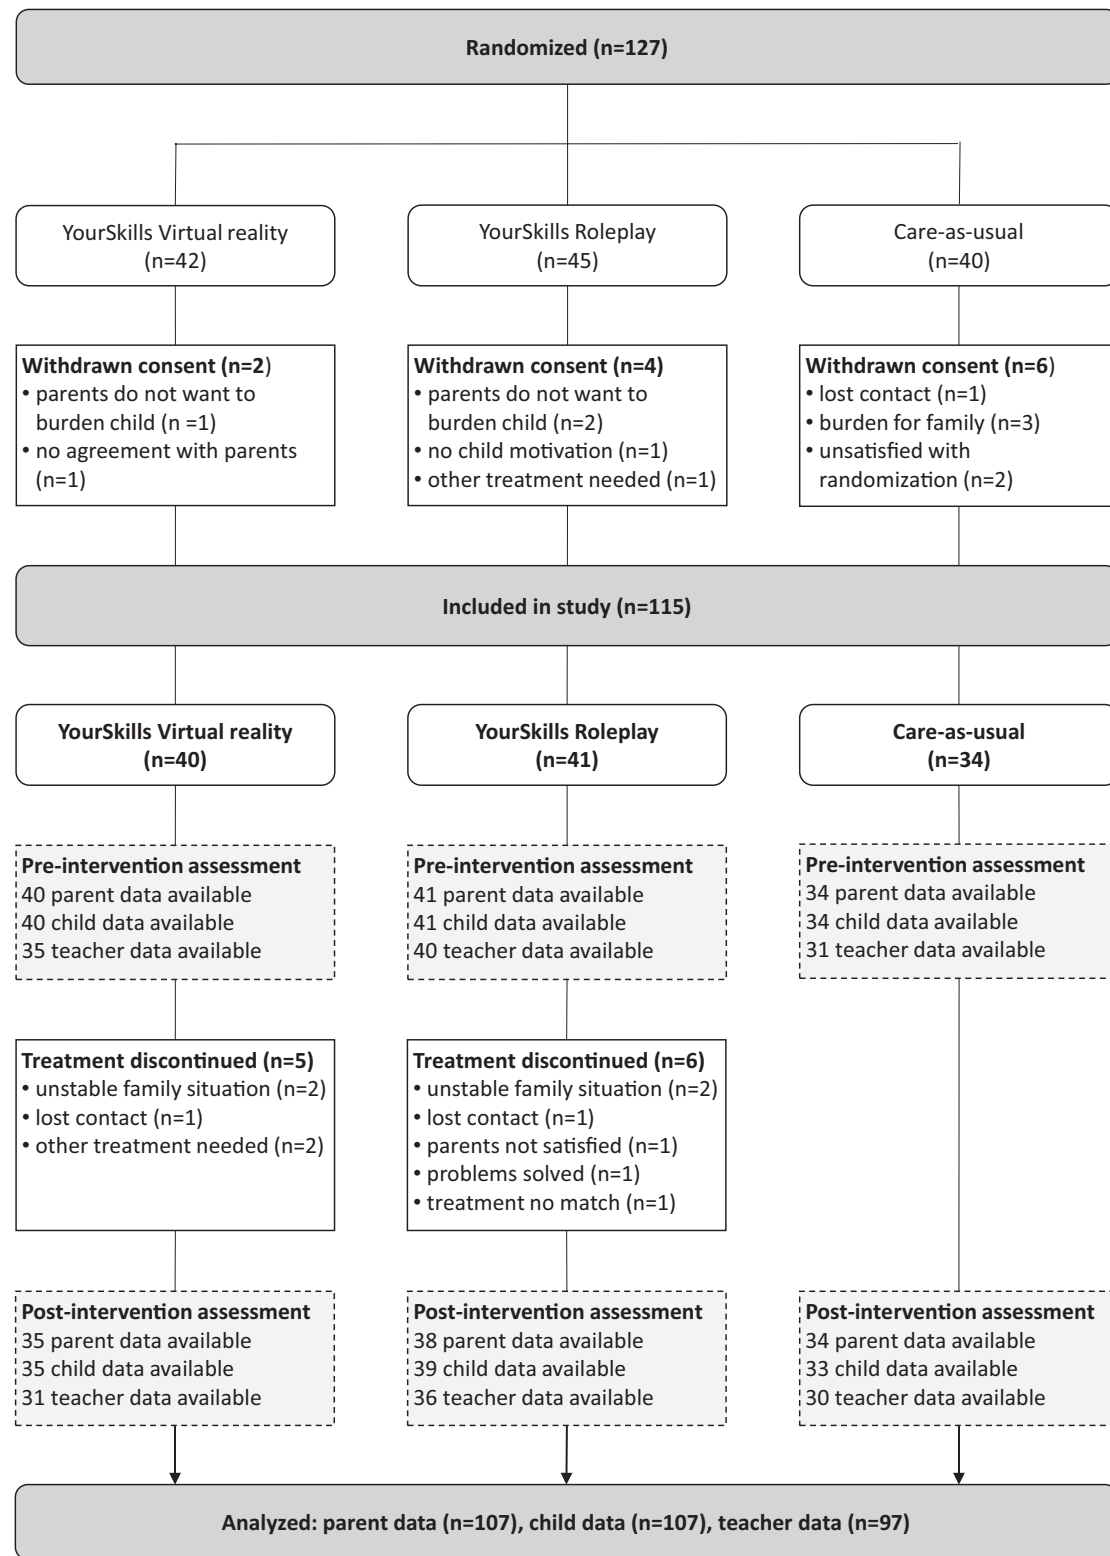 Randomized (n=127)
YourSkills Virtual reality
(n=42)
YourSkills Roleplay
(n=45)
Care-as-usual
(n=40)
Withdrawn consent (n=2)
• parents do not want to
burden child (n =1)
• no agreement with parents
(n=1)
Withdrawn consent (n=4)
• parents do not want to
burden child (n=2)
• no child motivation (n=1)
• other treatment needed (n=1)
Withdrawn consent (n=6)
• lost contact (n=1)
• burden for family (n=3)
• unsatisfied with
randomization (n=2)
Included in study (n=115)
YourSkills Virtual reality
(n=40)
YourSkills Roleplay
(n=41)
Care-as-usual
(n=34)
Pre-intervention assessment
40 parent data available
40 child data available
35 teacher data available
Pre-intervention assessment
41 parent data available
41 child data available
40 teacher data available
Pre-intervention assessment
34 parent data available
34 child data available
31 teacher data available
Treatment discontinued (n=5)
• unstable family situation (n=2)
• lost contact (n=1)
• other treatment needed (n=2)
Treatment discontinued (n=6)
• unstable family situation (n=2)
• lost contact (n=1)
• parents not satisfied (n=1)
• problems solved (n=1)
• treatment no match (n=1)
Post-intervention assessment
35 parent data available
35 child data available
31 teacher data available
Post-intervention assessment
38 parent data available
39 child data available
36 teacher data available
Post-intervention assessment
34 parent data available
33 child data available
30 teacher data available
Analyzed: parent data (n=107), child data (n=107), teacher data (n=97)